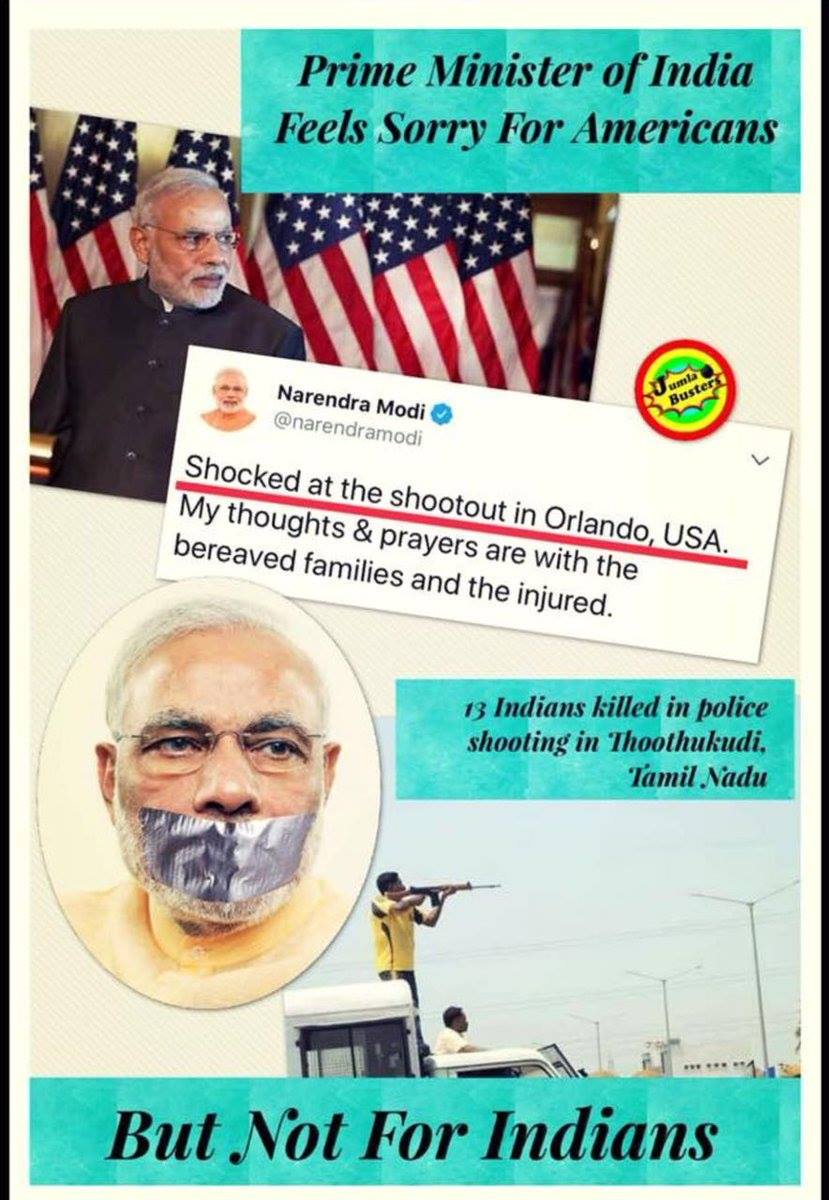 Prime Minister of India
Feels Sorry For Americans
Jumla
Busters
Narendra Modi
@narendramodi
Shocked at the shootout in Orlando, USA.
My thoughts & prayers are with the
bereaved families and the injured.
13 Indians killed in police
shooting in Thoothukudi,
Tamil Nadu
But Not For Indians